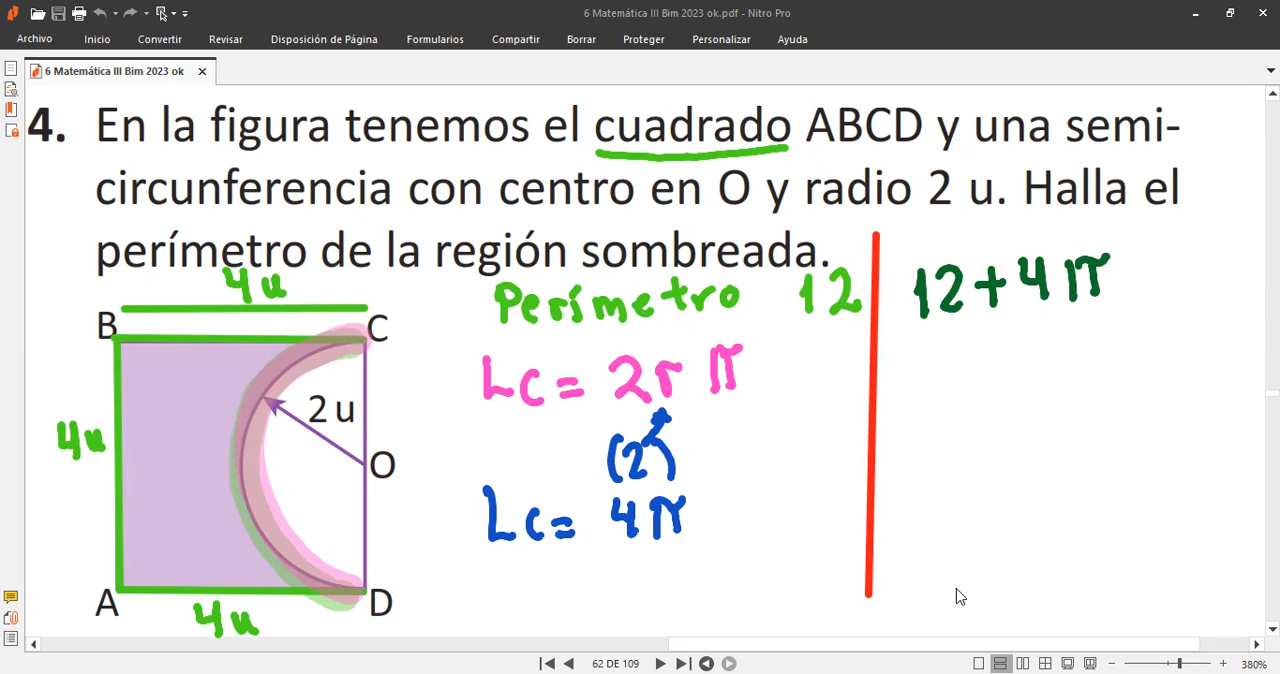 6 Matemática III Bim 2023 ok.pdf - Nitro Pro
Archivo Inicio Convertir Revisar Disposición de Página Formularios Compartir Borrar Proteger Personalizar Ayuda
6 Matemática III Bim 2023 ok
4. En la figura tenemos el cuadrado ABCD y una semi-
circunferencia con centro en O y radio 2 u. Halla el
perímetro de la región sombreada.
4u
Perímetro 12
12+4π
B
C
Lc= 2r π
2 u
4u
(2)
O
Lc= 4π
A
D
4u
62 DE 109
380%